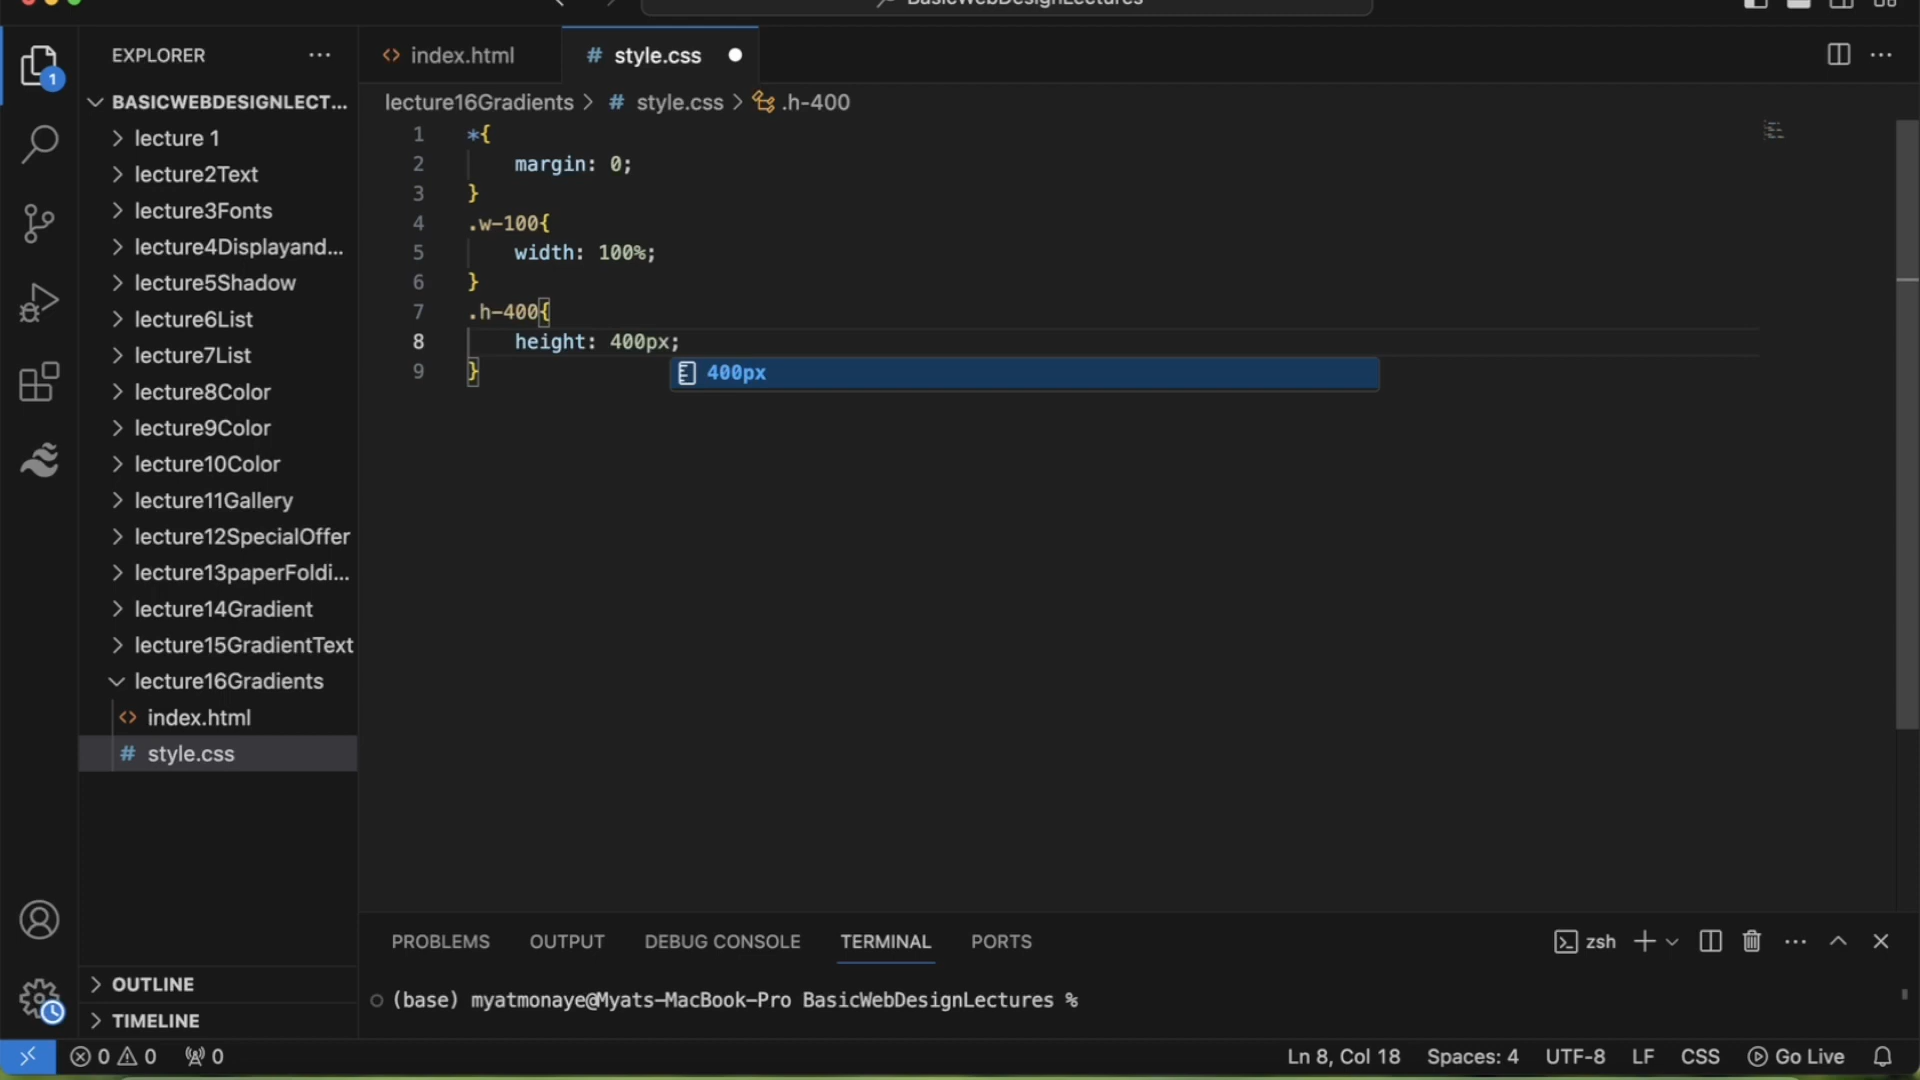 BasicWebDesignLectures
EXPLORER
index.html
# style.css
1
BASICWEBDESIGNLECT...
lecture 1
lecture2Text
lecture3Fonts
lecture4Displayand...
lecture5Shadow
lecture6List
lecture7List
lecture8Color
lecture9Color
lecture10Color
lecture11Gallery
lecture12SpecialOffer
lecture13paperFoldi...
lecture14Gradient
lecture15GradientText
lecture16Gradients
index.html
# style.css
OUTLINE
TIMELINE
lecture16Gradients > # style.css > .h-400
1 *{
2 margin: 0;
3 }
4 .w-100{
5 width: 100%;
6 }
7 .h-400{
8 height: 400px;
9 }
400px
PROBLEMS OUTPUT DEBUG CONSOLE TERMINAL PORTS
zsh
(base) myatmonaye@Myats-MacBook-Pro BasicWebDesignLectures %
0 0 0
Ln 8, Col 18 Spaces: 4 UTF-8 LF CSS Go Live